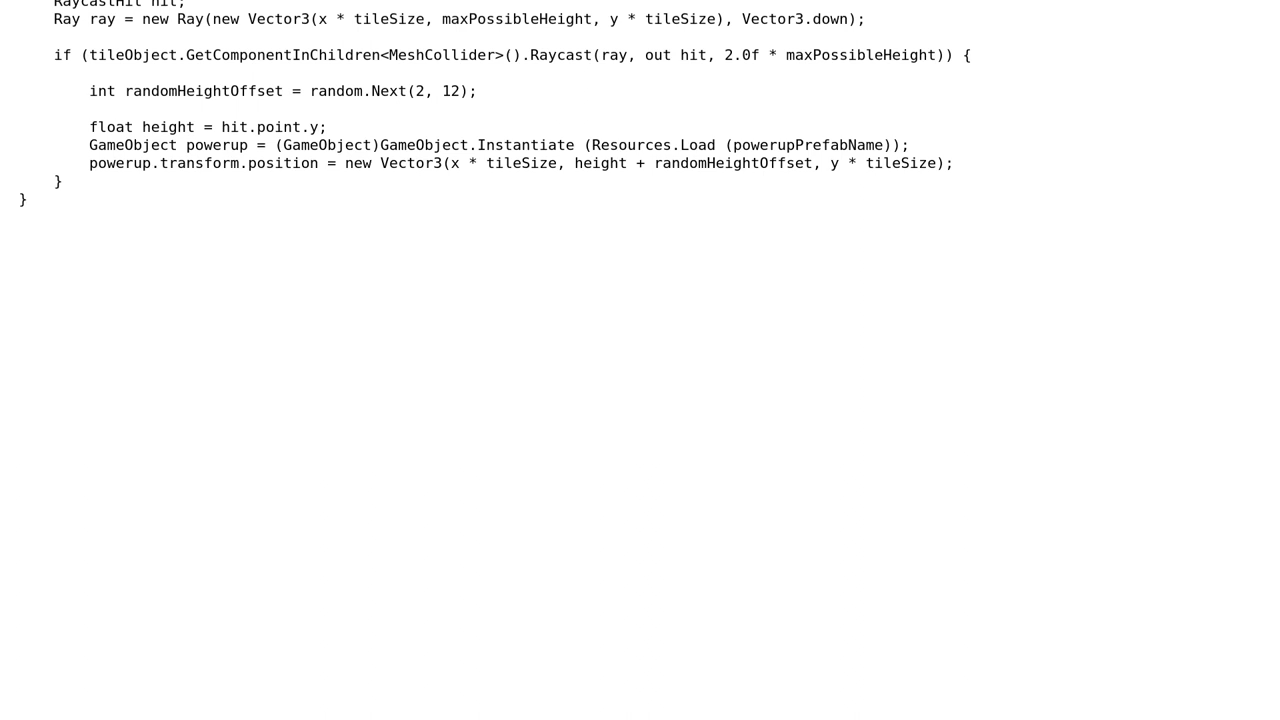 RaycastHit hit;
Ray ray = new Ray(new Vector3(x * tileSize, maxPossibleHeight, y * tileSize), Vector3.down);
if (tileObject.GetComponentInChildren<MeshCollider>().Raycast(ray, out hit, 2.0f * maxPossibleHeight)) {
int randomHeightOffset = random.Next(2, 12);
float height = hit.point.y;
GameObject powerup = (GameObject)GameObject.Instantiate (Resources.Load (powerupPrefabName));
powerup.transform.position = new Vector3(x * tileSize, height + randomHeightOffset, y * tileSize);
}
}